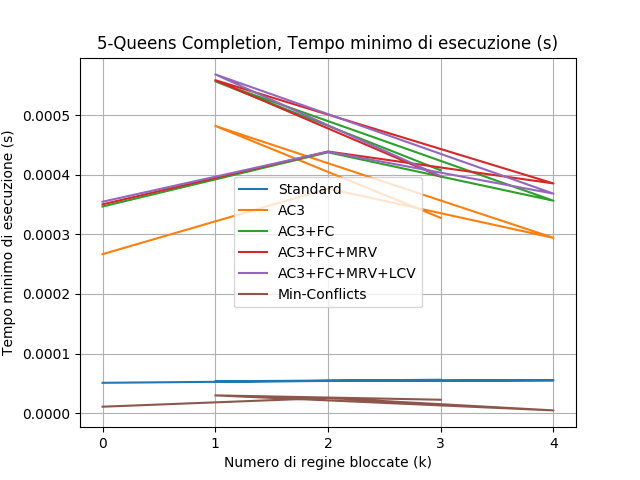 5-Queens Completion, Tempo minimo di esecuzione (s)
Tempo minimo di esecuzione (s)
0.0005
0.0004
0.0003
0.0002
0.0001
0.0000
Standard
AC3
AC3+FC
AC3+FC+MRV
AC3+FC+MRV+LCV
Min-Conflicts
0 1 2 3 4
Numero di regine bloccate (k)